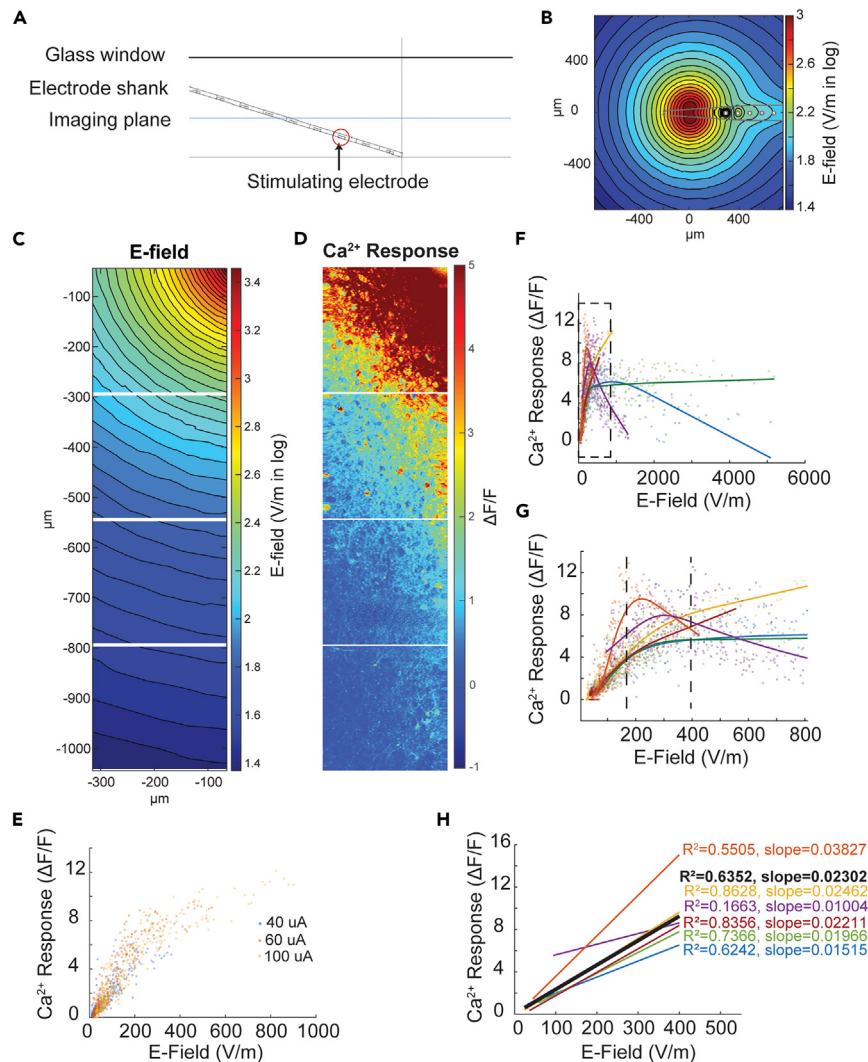 A
Glass window
Electrode shank
Imaging plane
Stimulating electrode
B
400
0
-400
μm
-400
0
400
μm
3
2.6
2.2
1.8
1.4
E-field (V/m in log)
C
E-field
-100
-200
-300
-400
-500
-600
-700
-800
-900
-1000
μm
-300
-200
-100
μm
3.4
3.2
3
2.8
2.6
2.4
2.2
2
1.8
1.6
1.4
E-field (V/m in log)
D
Ca²⁺ Response
5
4
3
2
1
0
-1
ΔF/F
E
Ca²⁺ Response (ΔF/F)
12
8
4
0
0
200
400
600
800
1000
E-Field (V/m)
40 uA
60 uA
100 uA
F
Ca²⁺ Response (ΔF/F)
12
8
4
0
0
2000
4000
6000
E-Field (V/m)
G
Ca²⁺ Response (ΔF/F)
12
8
4
0
200
400
600
800
E-Field (V/m)
H
Ca²⁺ Response (ΔF/F)
16
14
12
10
8
6
4
2
0
0
100
200
300
400
500
E-Field (V/m)
R²=0.5505, slope=0.03827
R²=0.6352, slope=0.02302
R²=0.8628, slope=0.02462
R²=0.1663, slope=0.01004
R²=0.8356, slope=0.02211
R²=0.7366, slope=0.01966
R²=0.6242, slope=0.01515